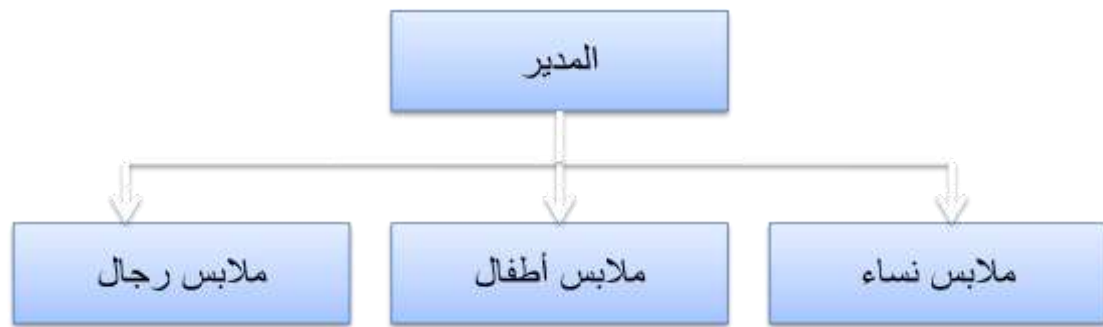 المدير
ملابس نساء
ملابس أطفال
ملابس رجال